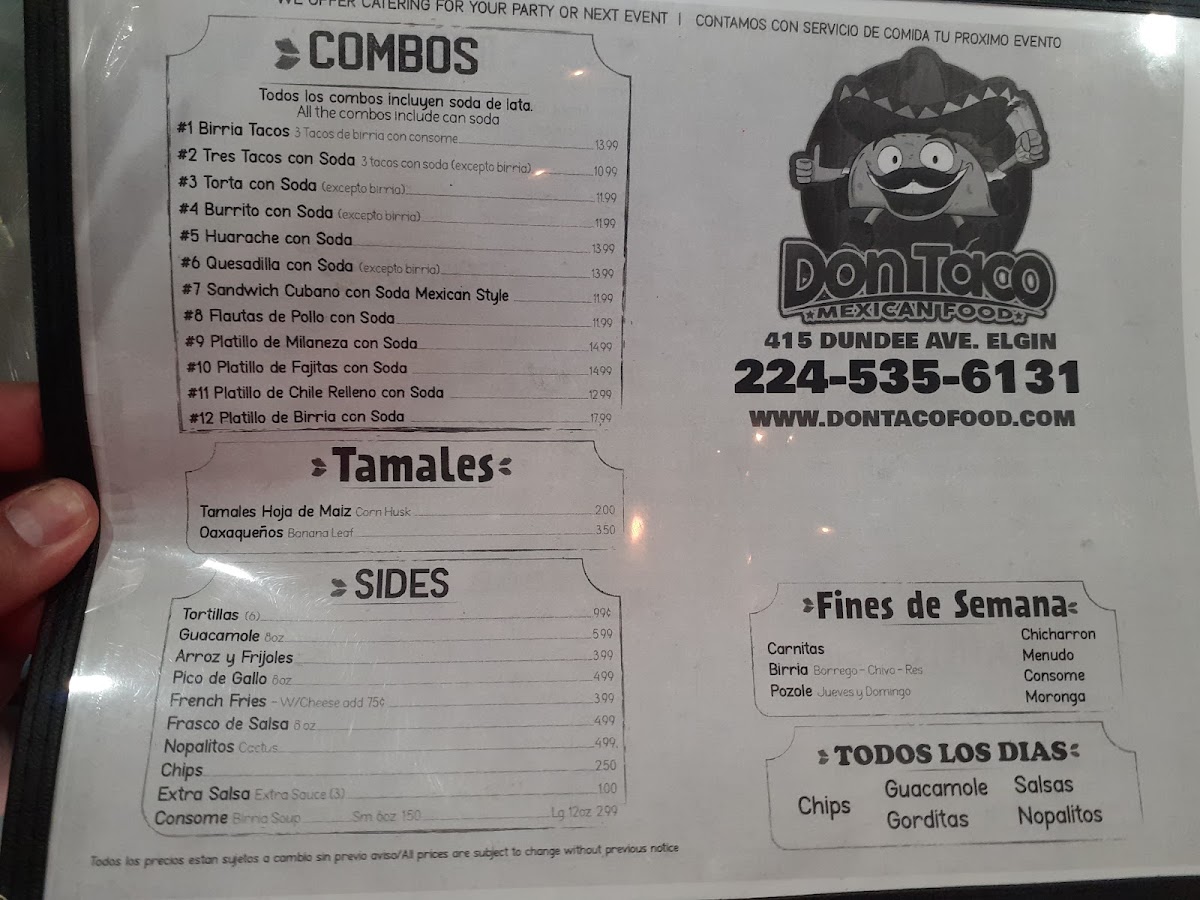 WE OFFER CATERING FOR YOUR PARTY OR NEXT EVENT | CONTAMOS CON SERVICIO DE COMIDA TU PROXIMO EVENTO
COMBOS
Todos los combos incluyen soda de lata.
All the combos include can soda
#1 Birria Tacos 3 Tacos de birria con consome 13.99
#2 Tres Tacos con Soda 3 tacos con soda (excepto birria) 10.99
#3 Torta con Soda (excepto birria) 11.99
#4 Burrito con Soda (excepto birria) 11.99
#5 Huarache con Soda 13.99
#6 Quesadilla con Soda (excepto birria) 13.99
#7 Sandwich Cubano con Soda Mexican Style 11.99
#8 Flautas de Pollo con Soda 11.99
#9 Platillo de Milaneza con Soda 14.99
#10 Platillo de Fajitas con Soda 14.99
#11 Platillo de Chile Relleno con Soda 12.99
#12 Platillo de Birria con Soda 17.99
Tamales
Tamales Hoja de Maiz Corn Husk 2.00
Oaxaqueños Banana Leaf 3.50
SIDES
Tortillas (6) 99¢
Guacamole 8oz 5.99
Arroz y Frijoles 3.99
Pico de Gallo 8oz 4.99
French Fries - W/Cheese add 75¢ 3.99
Frasco de Salsa 8 oz 4.99
Nopalitos Cactus 4.99
Chips 2.50
Extra Salsa Extra Sauce (3) 1.00
Consome Birria Soup Sm 6oz 1.50 Lg 12oz 2.99
Todos los precios estan sujetos a cambio sin previo aviso/All prices are subject to change without previous notice
Don Taco
MEXICAN FOOD
415 DUNDEE AVE. ELGIN
224-535-6131
WWW.DONTACOFOOD.COM
Fines de Semana
Carnitas
Birria Borrego - Chivo - Res
Pozole Jueves y Domingo
Chicharron
Menudo
Consome
Moronga
TODOS LOS DIAS
Chips
Guacamole
Gorditas
Salsas
Nopalitos